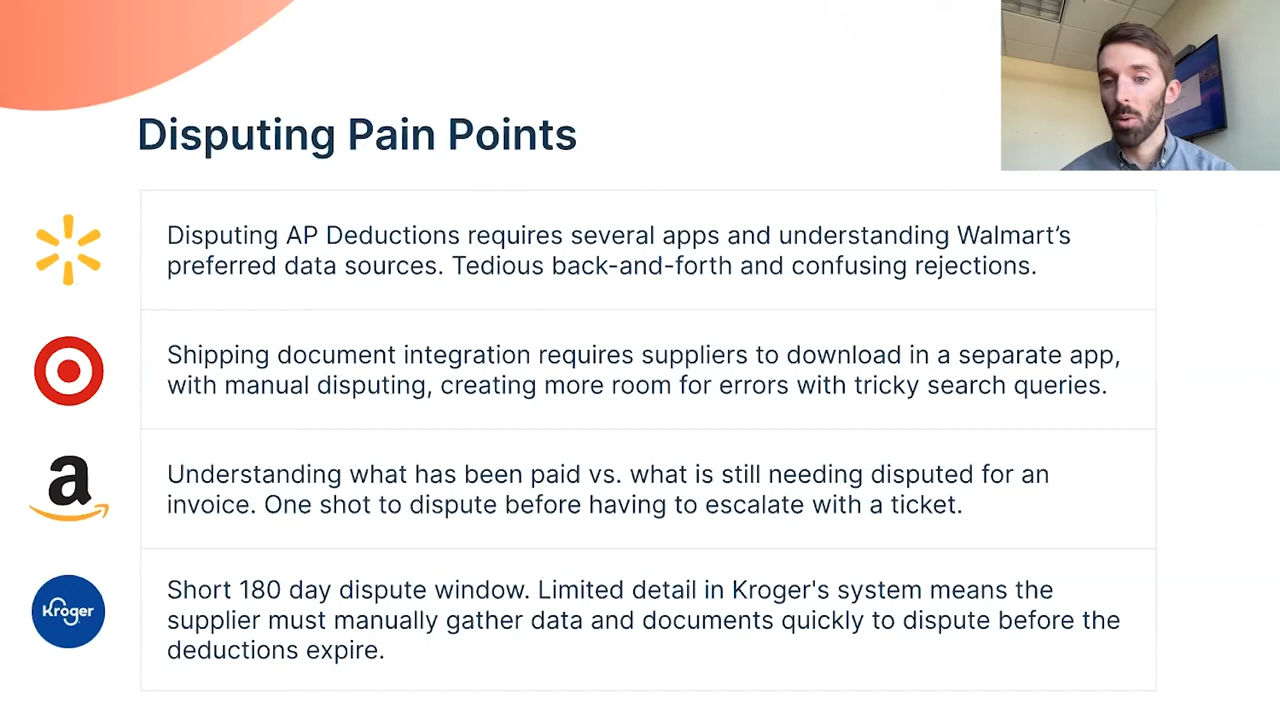 Disputing Pain Points
Disputing AP Deductions requires several apps and understanding Walmart’s
preferred data sources. Tedious back-and-forth and confusing rejections.
Shipping document integration requires suppliers to download in a separate app,
with manual disputing, creating more room for errors with tricky search queries.
a
Understanding what has been paid vs. what is still needing disputed for an
invoice. One shot to dispute before having to escalate with a ticket.
Kroger
Short 180 day dispute window. Limited detail in Kroger's system means the
supplier must manually gather data and documents quickly to dispute before the
deductions expire.